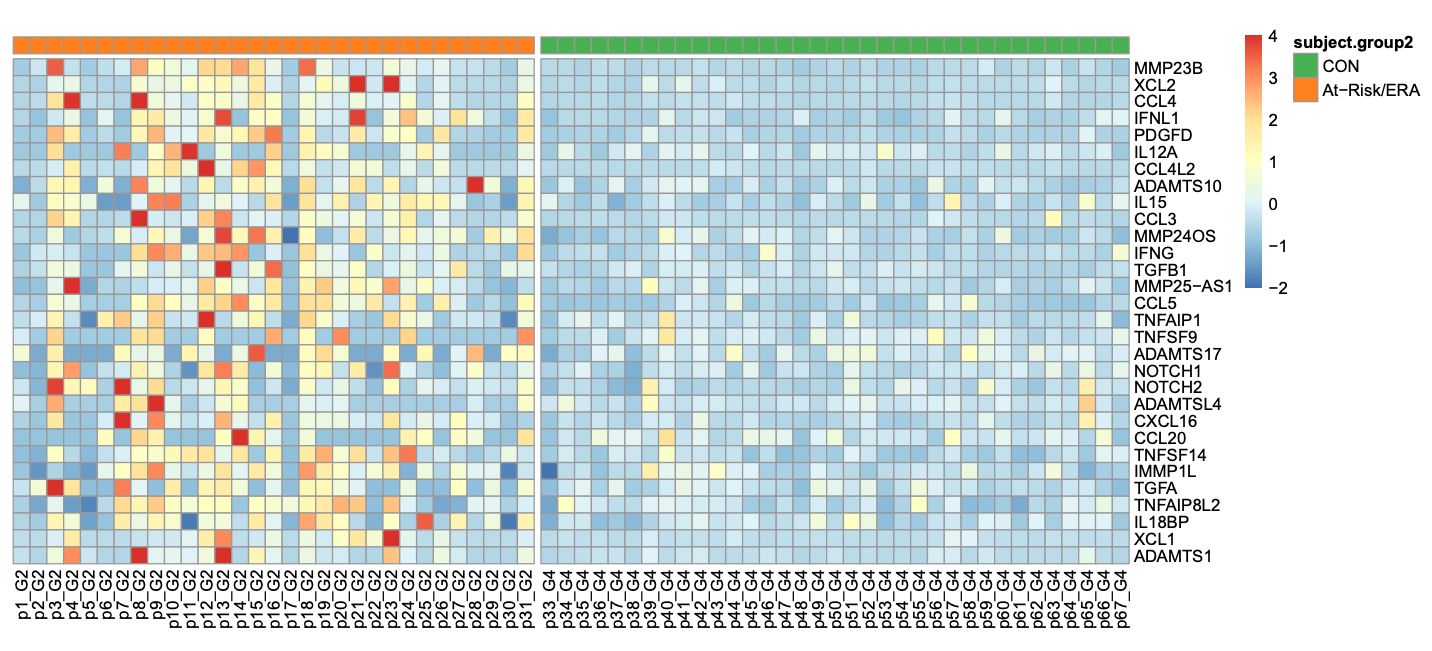 subject.group2
CON
At−Risk/ERA
4
3
2
1
0
−1
−2
MMP23B
XCL2
CCL4
IFNL1
PDGFD
IL12A
CCL4L2
ADAMTS10
IL15
CCL3
MMP24OS
IFNG
TGFB1
MMP25−AS1
CCL5
TNFAIP1
TNFSF9
ADAMTS17
NOTCH1
NOTCH2
ADAMTSL4
CXCL16
CCL20
TNFSF14
IMMP1L
TGFA
TNFAIP8L2
IL18BP
XCL1
ADAMTS1
p1_G2
p2_G2
p3_G2
p4_G2
p5_G2
p6_G2
p7_G2
p8_G2
p9_G2
p10_G2
p11_G2
p12_G2
p13_G2
p14_G2
p15_G2
p16_G2
p17_G2
p18_G2
p19_G2
p20_G2
p21_G2
p22_G2
p23_G2
p24_G2
p25_G2
p26_G2
p27_G2
p28_G2
p29_G2
p30_G2
p31_G2
p33_G4
p34_G4
p35_G4
p36_G4
p37_G4
p38_G4
p39_G4
p40_G4
p41_G4
p42_G4
p43_G4
p44_G4
p45_G4
p46_G4
p47_G4
p48_G4
p49_G4
p50_G4
p51_G4
p52_G4
p53_G4
p54_G4
p55_G4
p56_G4
p57_G4
p58_G4
p59_G4
p60_G4
p61_G4
p62_G4
p63_G4
p64_G4
p65_G4
p66_G4
p67_G4